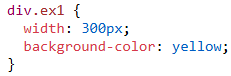 div.ex1 {
  width: 300px;
  background-color: yellow;
}